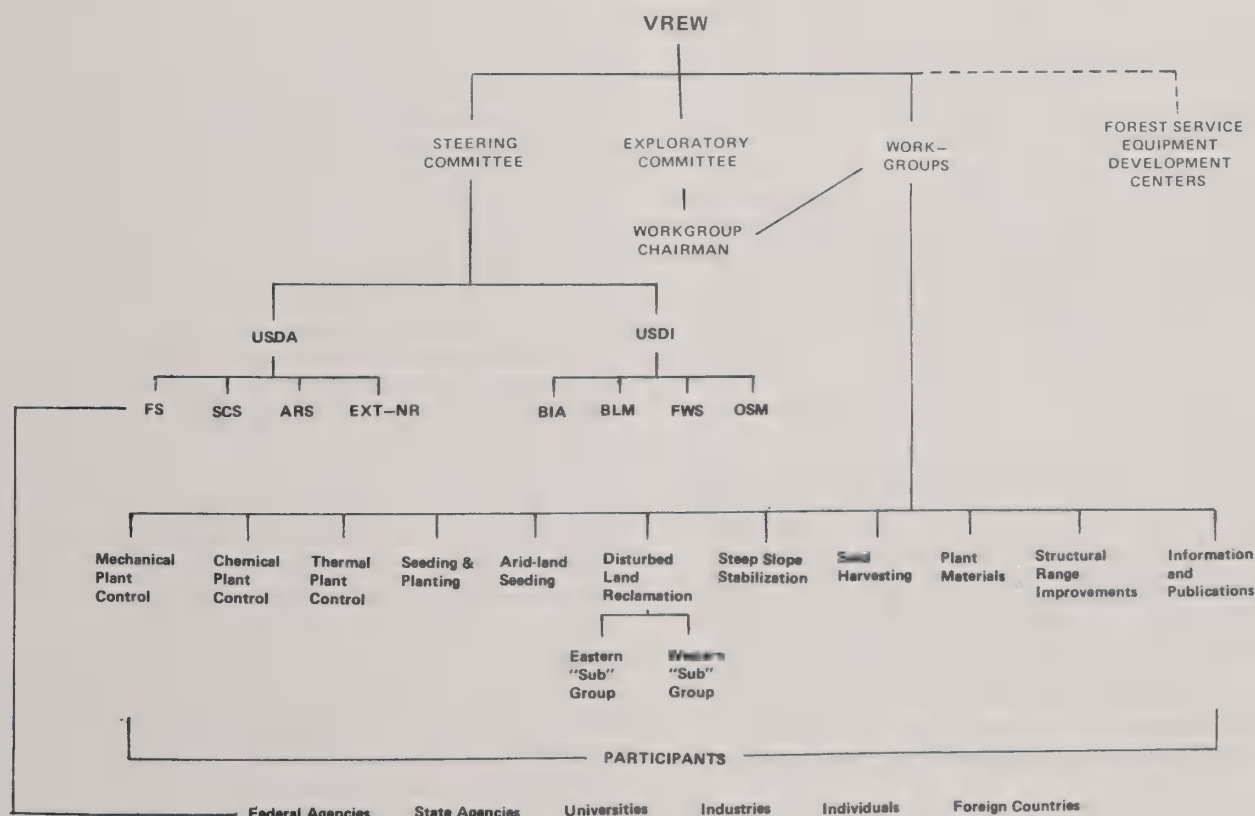 VREW
STEERING
COMMITTEE
EXPLORATORY
COMMITTEE
WORK–
GROUPS
FOREST SERVICE
EQUIPMENT
DEVELOPMENT
CENTERS
WORKGROUP
CHAIRMAN
USDA
USDI
FS
SCS
ARS
EXT–NR
BIA
BLM
FWS
OSM
Mechanical
Plant
Control
Chemical
Plant
Control
Thermal
Plant
Control
Seeding &
Planting
Arid-land
Seeding
Disturbed
Land
Reclamation
Steep Slope
Stabilization
Seed
Harvesting
Plant
Materials
Structural
Range
Improvements
Information
and
Publications
Eastern
"Sub"
Group
Western
"Sub"
Group
PARTICIPANTS
Federal Agencies
State Agencies
Universities
Industries
Individuals
Foreign Countries